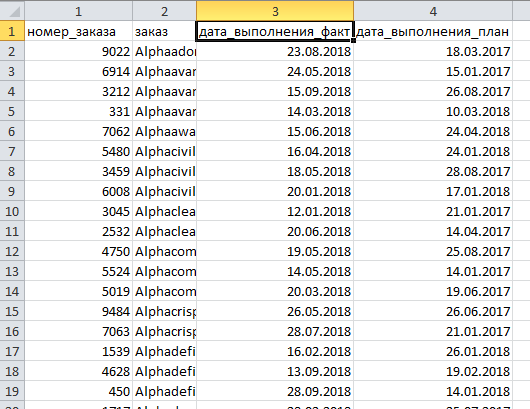 1 2 3 4
1 номер_заказа заказ дата_выполнения_факт дата_выполнения_план
2 9022 Alphaador 23.08.2018 18.03.2017
3 6914 Alphaavar 24.05.2018 15.01.2017
4 3212 Alphaavar 15.09.2018 26.08.2017
5 331 Alphaavar 14.03.2018 10.03.2018
6 7062 Alphaawa 15.06.2018 24.04.2018
7 5480 Alphacivil 16.04.2018 24.01.2018
8 3459 Alphacivil 18.05.2018 28.08.2017
9 6008 Alphacivil 20.01.2018 17.01.2018
10 3045 Alphaclea 12.01.2018 21.01.2017
11 2532 Alphaclea 20.06.2018 14.04.2017
12 4750 Alphacom 19.05.2018 25.08.2017
13 5524 Alphacom 14.05.2018 14.01.2017
14 5019 Alphacom 20.03.2018 19.06.2017
15 9484 Alphacrisp 26.05.2018 26.06.2017
16 7063 Alphacrisp 28.07.2018 21.01.2017
17 1539 Alphadefi 16.02.2018 26.01.2018
18 4628 Alphadefi 13.09.2018 19.02.2018
19 450 Alphadefi 28.09.2018 14.01.2018